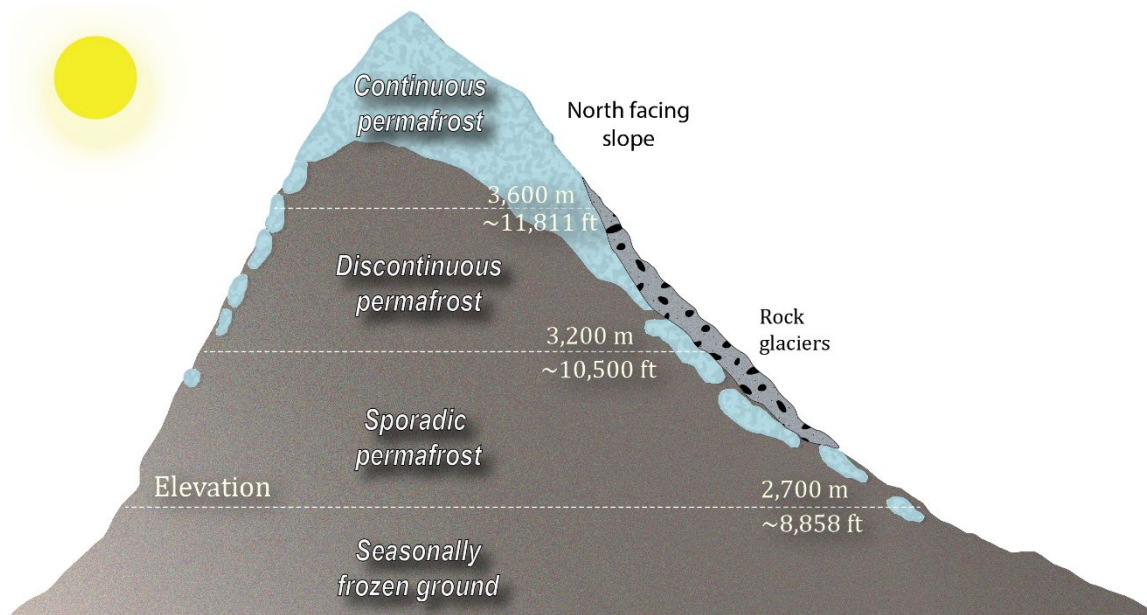 Continuous
permafrost
North facing
slope
3,600 m
~11,811 ft
Discontinuous
permafrost
Rock
glaciers
3,200 m
~10,500 ft
Sporadic
permafrost
Elevation
2,700 m
~8,858 ft
Seasonally
frozen ground